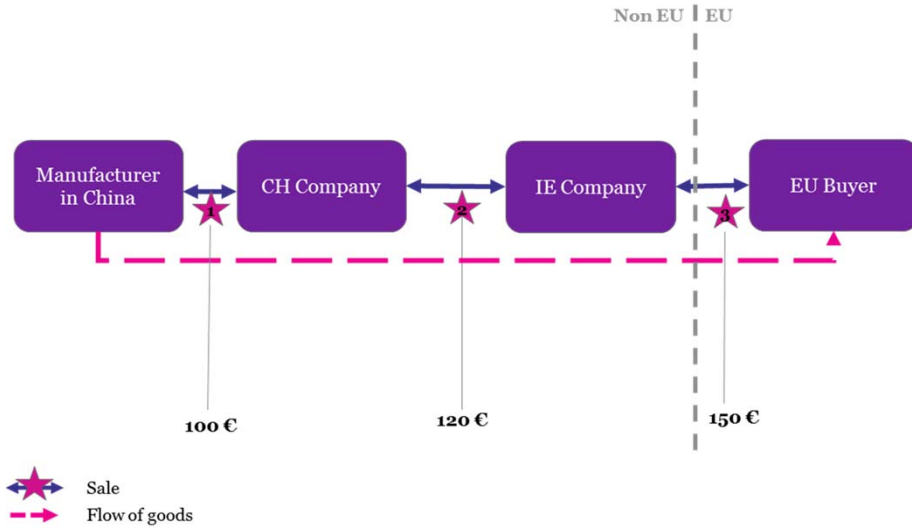 Non EU
EU
Manufacturer
in China
CH Company
IE Company
EU Buyer
1
2
3
100 €
120 €
150 €
Sale
Flow of goods